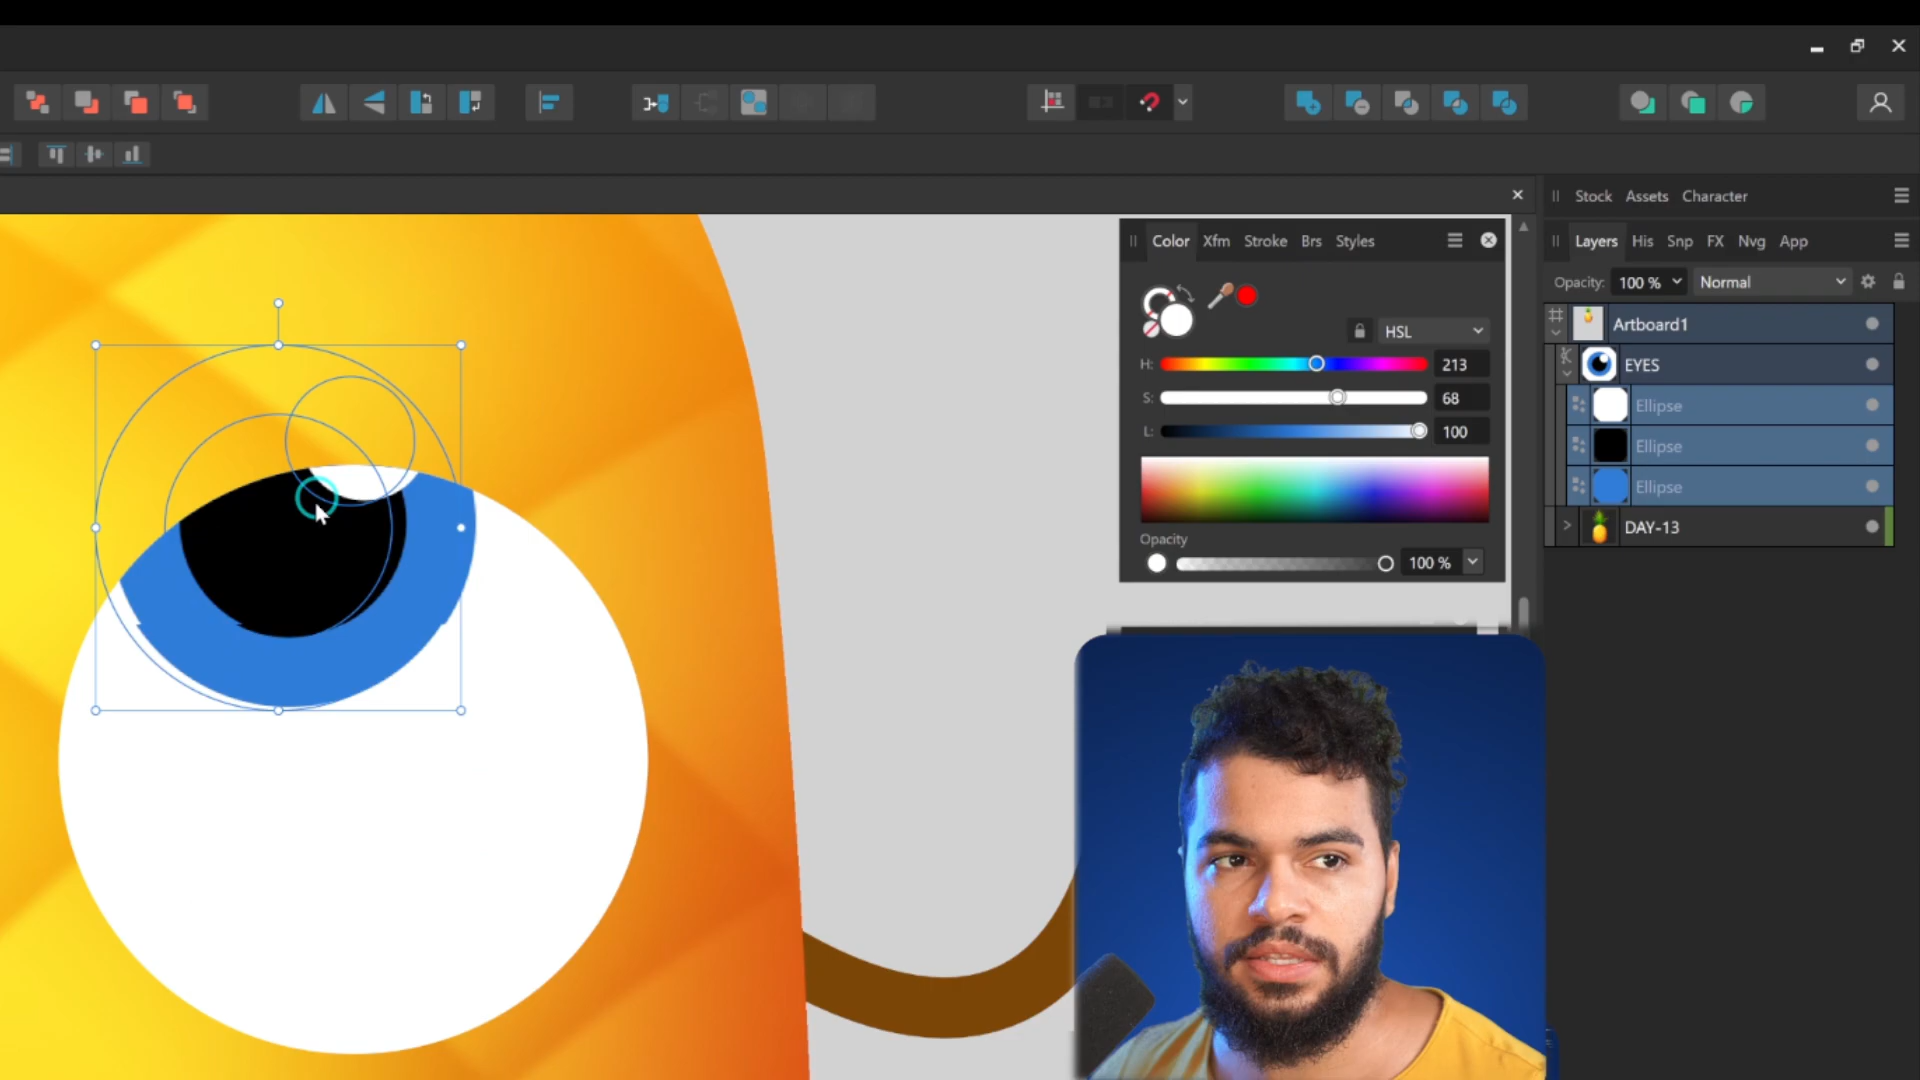 Stock Assets Character
Color Xfm Stroke Brs Styles
Layers His Snp FX Nvg App
Opacity: 100 % Normal
HSL
Artboard1
H: 213
EYES
S: 68
Ellipse
L: 100
Ellipse
Ellipse
DAY-13
Opacity
100 %